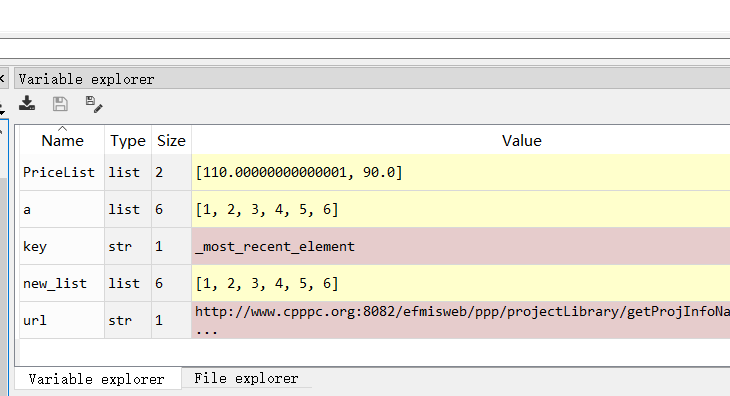 Variable explorer
Name Type Size Value
PriceList list 2 [110.00000000000001, 90.0]
a list 6 [1, 2, 3, 4, 5, 6]
key str 1 _most_recent_element
new_list list 6 [1, 2, 3, 4, 5, 6]
url str 1 http://www.cpppc.org:8082/efmisweb/ppp/projectLibrary/getProjInfoNa
...
Variable explorer File explorer